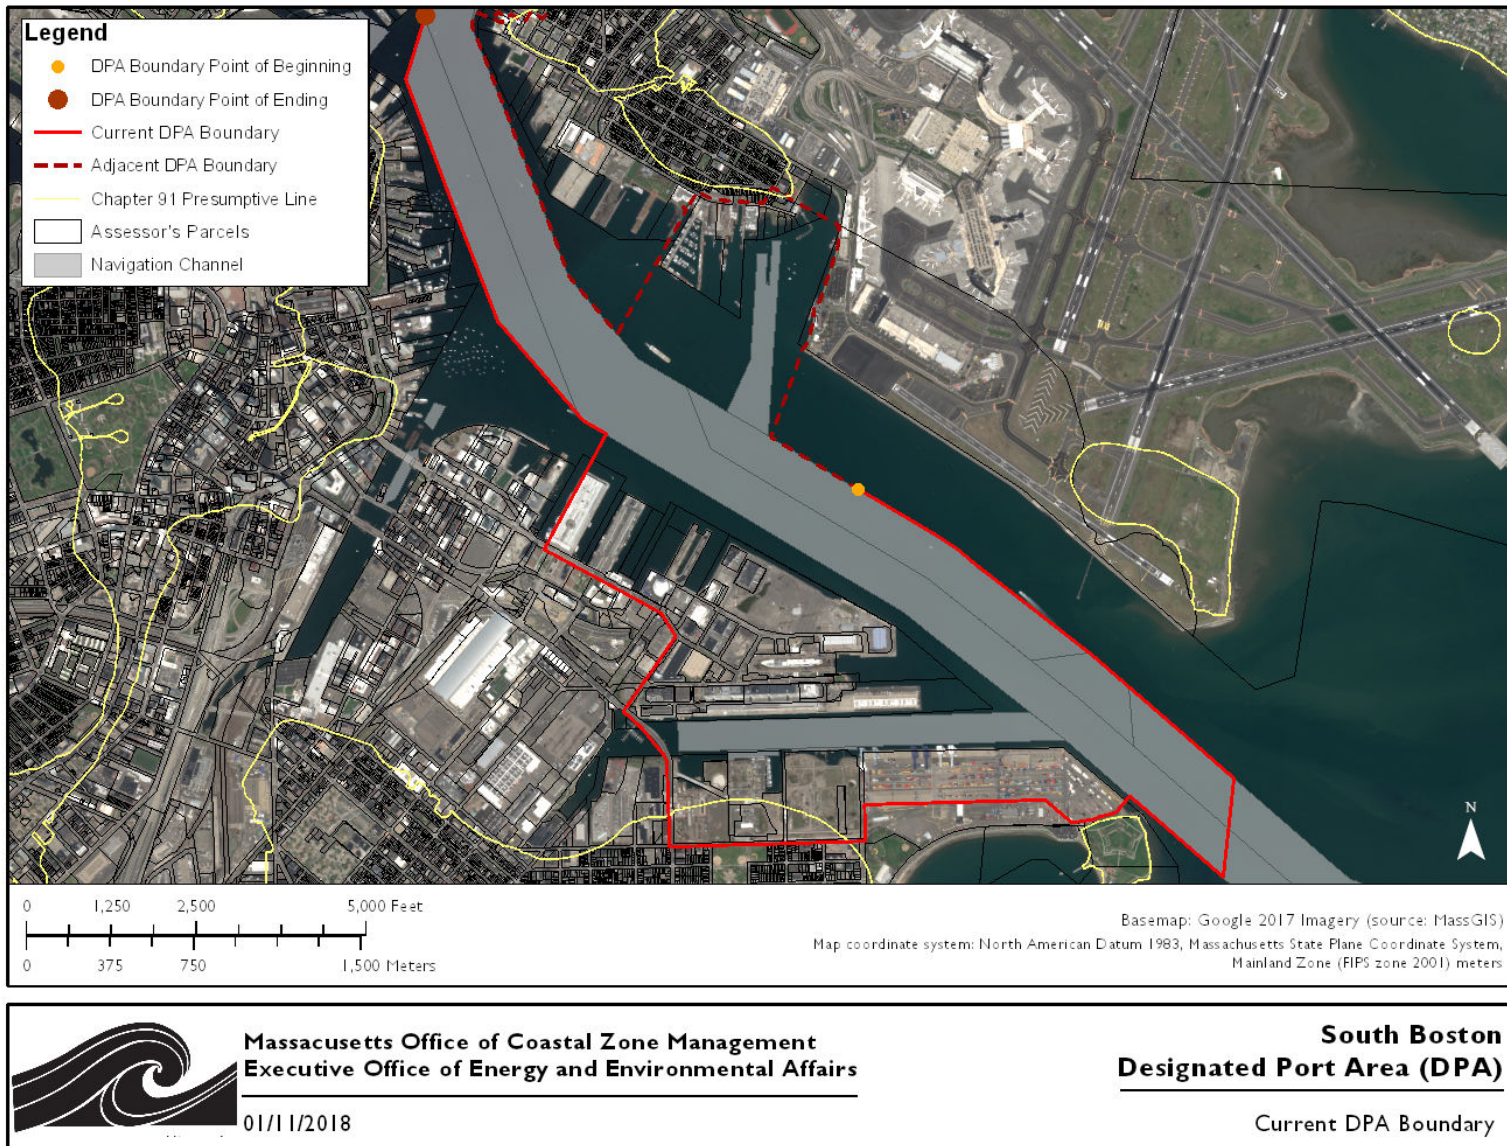 Legend
DPA Boundary Point of Beginning
DPA Boundary Point of Ending
Current DPA Boundary
Adjacent DPA Boundary
Chapter 91 Presumptive Line
Assessor's Parcels
Navigation Channel
N
0 1,250 2,500 5,000 Feet
0 375 750 1,500 Meters
Basemap: Google 2017 Imagery (source: MassGIS)
Map coordinate system: North American Datum 1983, Massachusetts State Plane Coordinate System,
Mainland Zone (FIPS zone 2001) meters
Massacusetts Office of Coastal Zone Management
Executive Office of Energy and Environmental Affairs
01/11/2018
South Boston
Designated Port Area (DPA)
Current DPA Boundary